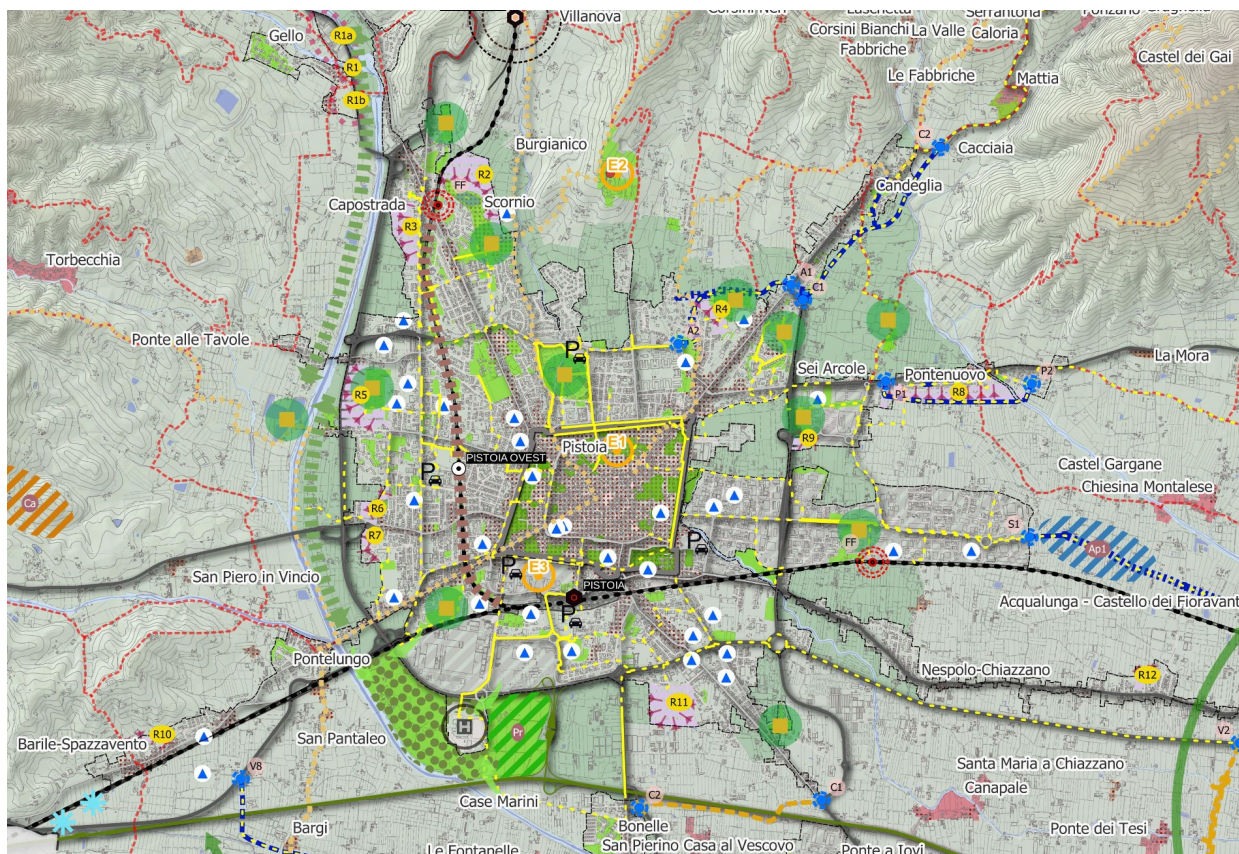 Villanova
Laschetta
Serrantona
Gello
R1a
Corsini Bianchi
La Valle
Caloria
Fabbriche
Castel dei Gai
R1
Le Fabbriche
Mattia
R1b
C2
Burgianico
Cacciaia
E2
R2
FF
Candeglia
Capostrada
Scornio
R3
Torbecchia
A1
C1
R4
A2
Ponte alle Tavole
P
La Mora
Sei Arcole
Pontenuovo
P2
R5
P1
R8
R9
Pistoia
E1
PISTOIA OVEST
Castel Gargane
P
Chiesina Montalese
Ca
R6
S1
R7
P
FF
Ap1
San Piero in Vincio
P
E3
PISTOIA
Acqualunga - Castello dei Fioravant
P
Pontelungo
Nespolo-Chiazzano
R12
R11
H
Pr
V2
R10
Barile-Spazzavento
San Pantaleo
V8
Santa Maria a Chiazzano
Canapale
C2
C1
Case Marini
Bargi
Bonelle
Ponte dei Tesi
Le Fontanelle
San Pierino Casa al Vescovo
Ponte a Iovi